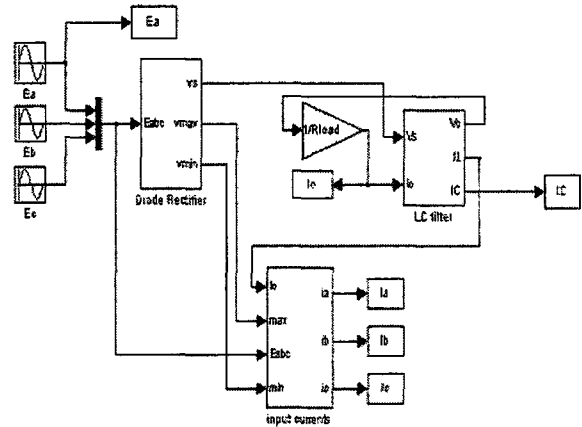 Ea
Ea
Eb
Ec
Eabc
vs
vmax
vmin
Diode Rectifier
1/Rload
Io
Vs
io
Vo
I1
IC
LC filter
IC
Io
max
Eabc
min
ia
ib
ic
input currents
Ia
Ib
Ic